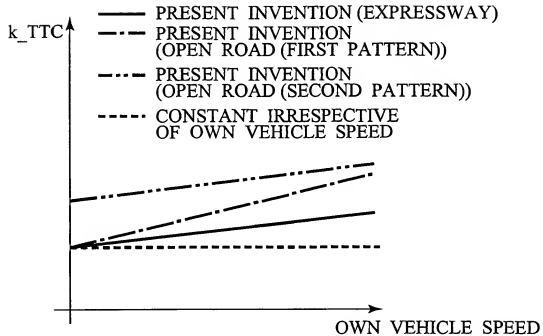 k_TTC
PRESENT INVENTION (EXPRESSWAY)
PRESENT INVENTION
(OPEN ROAD (FIRST PATTERN))
PRESENT INVENTION
(OPEN ROAD (SECOND PATTERN))
CONSTANT IRRESPECTIVE
OF OWN VEHICLE SPEED
OWN VEHICLE SPEED